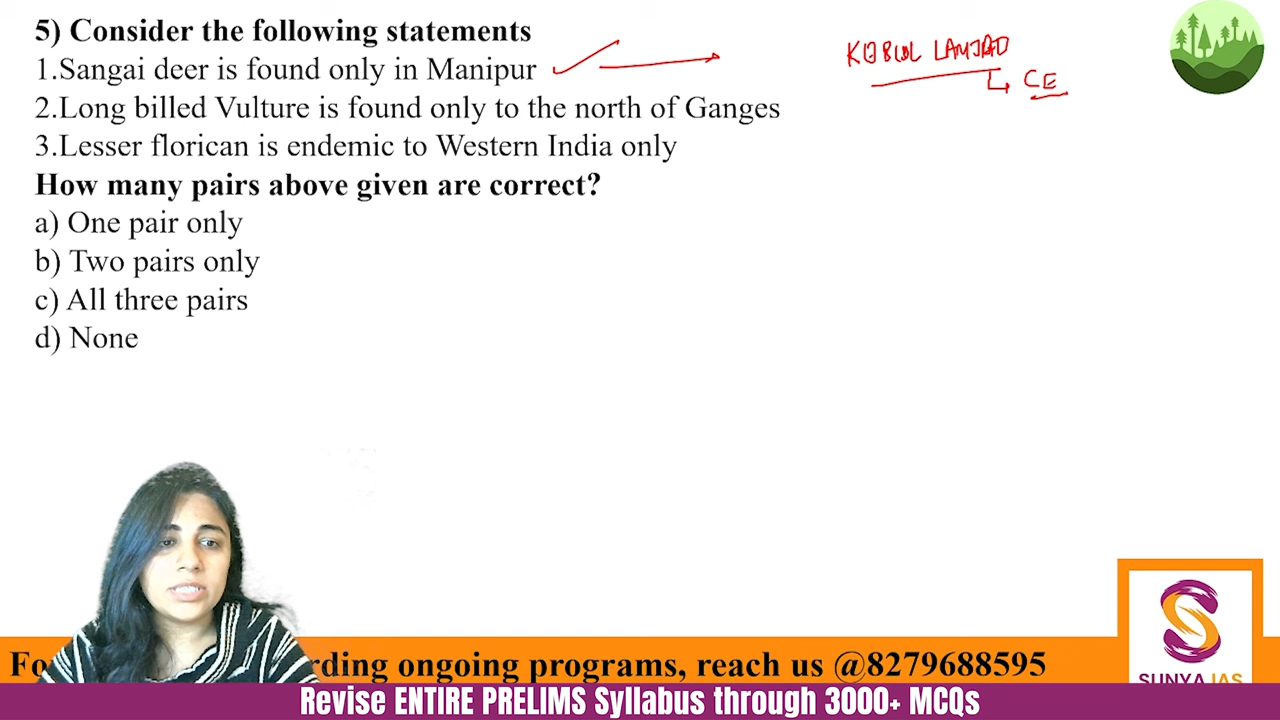 5) Consider the following statements
1.Sangai deer is found only in Manipur
2.Long billed Vulture is found only to the north of Ganges
3.Lesser florican is endemic to Western India only
How many pairs above given are correct?
a) One pair only
b) Two pairs only
c) All three pairs
d) None
CE
Fo rding ongoing programs, reach us @8279688595
SUNYA IAS
Revise ENTIRE PRELIMS Syllabus through 3000+ MCQs